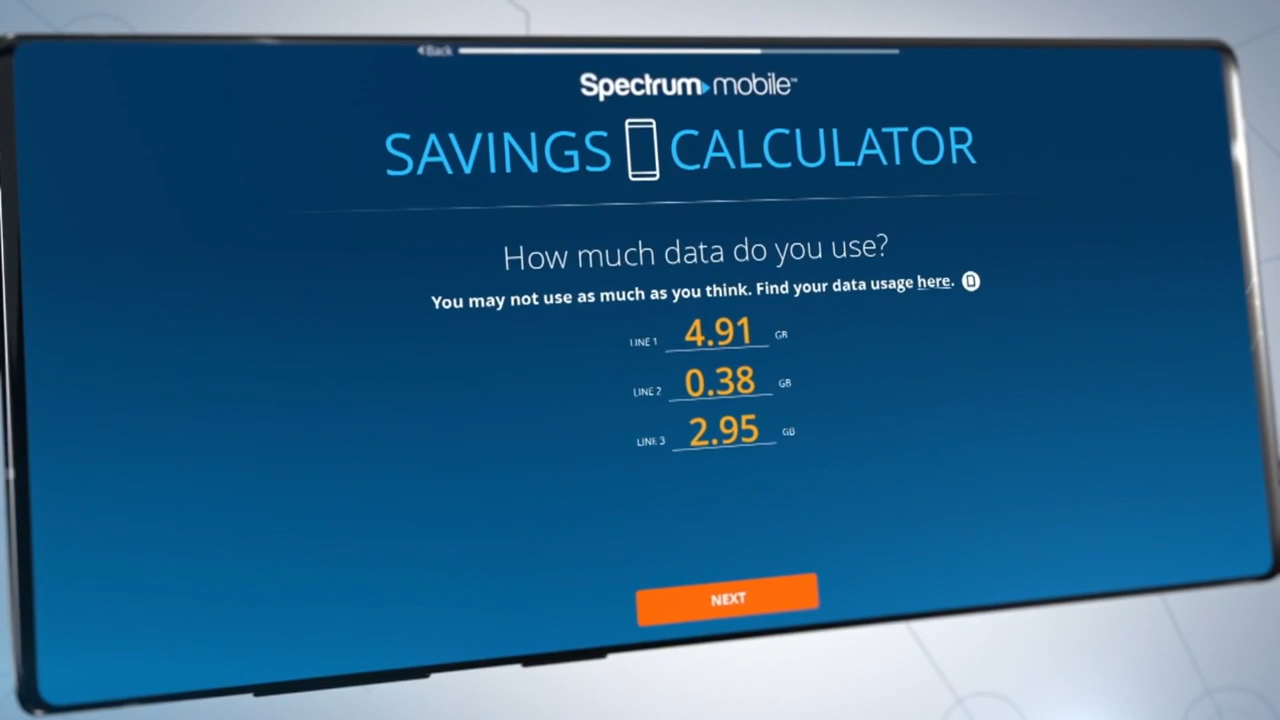 Back
Spectrum mobile™
SAVINGS CALCULATOR
How much data do you use?
You may not use as much as you think. Find your data usage here.
LINE 1 4.91 GB
LINE 2 0.38 GB
LINE 3 2.95 GB
NEXT